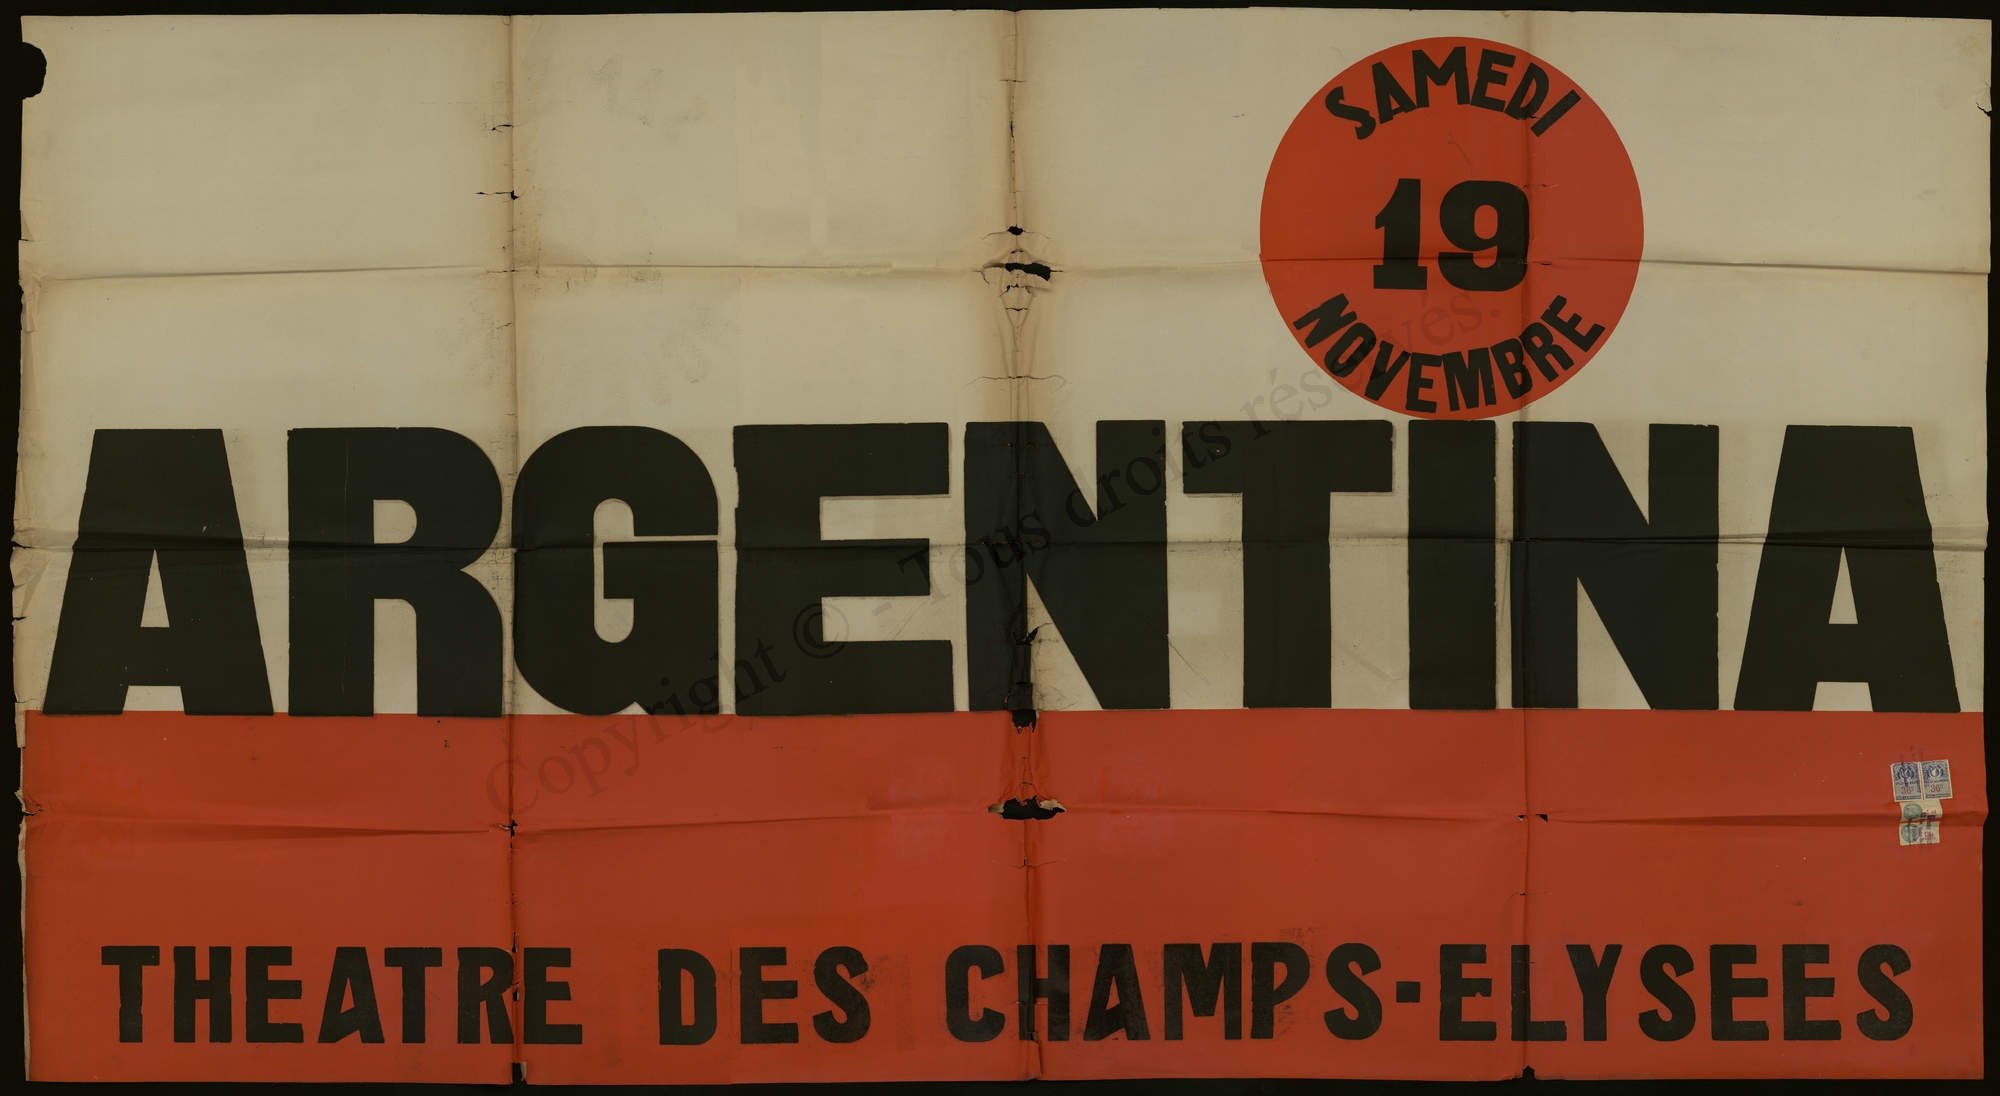 SAMEDI
19
NOVEMBRE
ARGENTINA
THEATRE DES CHAMPS-ELYSEES
Copyright © - Tous droits réservés.